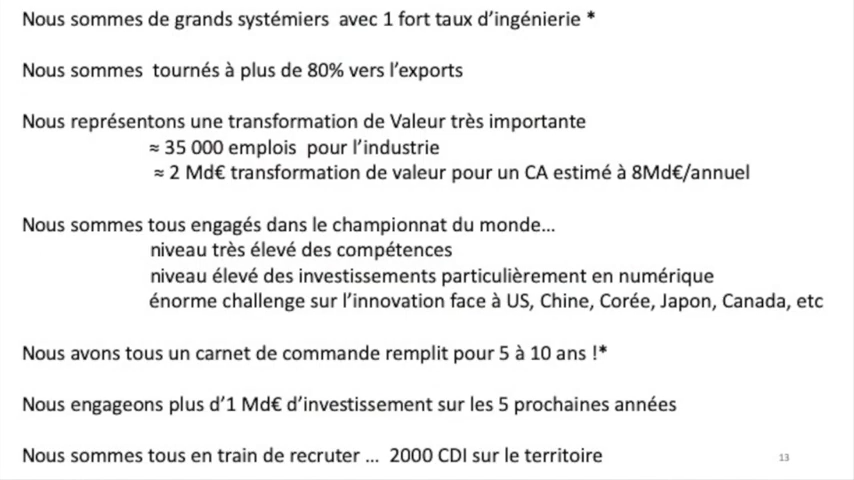 Nous sommes de grands systémiers avec 1 fort taux d'ingénierie *
Nous sommes tournés à plus de 80% vers l'exports
Nous représentons une transformation de Valeur très importante
≈ 35 000 emplois pour l'industrie
≈ 2 Md€ transformation de valeur pour un CA estimé à 8Md€/annuel
Nous sommes tous engagés dans le championnat du monde…
niveau très élevé des compétences
niveau élevé des investissements particulièrement en numérique
énorme challenge sur l'innovation face à US, Chine, Corée, Japon, Canada, etc
Nous avons tous un carnet de commande remplit pour 5 à 10 ans !*
Nous engageons plus d'1 Md€ d'investissement sur les 5 prochaines années
Nous sommes tous en train de recruter … 2000 CDI sur le territoire
13